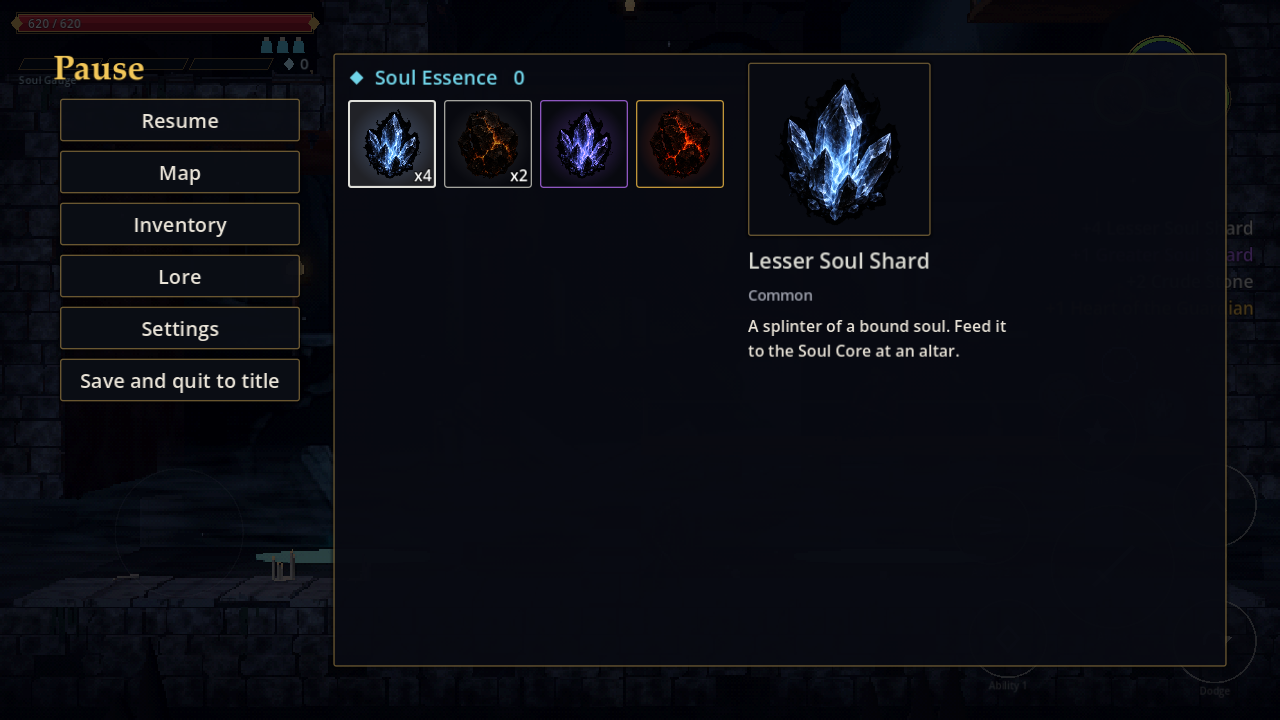 620 / 620
0
Soul Gauge
Pause
Resume
Map
Inventory
Lore
Settings
Save and quit to title
Soul Essence 0
x4
x2
Lesser Soul Shard
Common
A splinter of a bound soul. Feed it
to the Soul Core at an altar.
Ability 1
Dodge